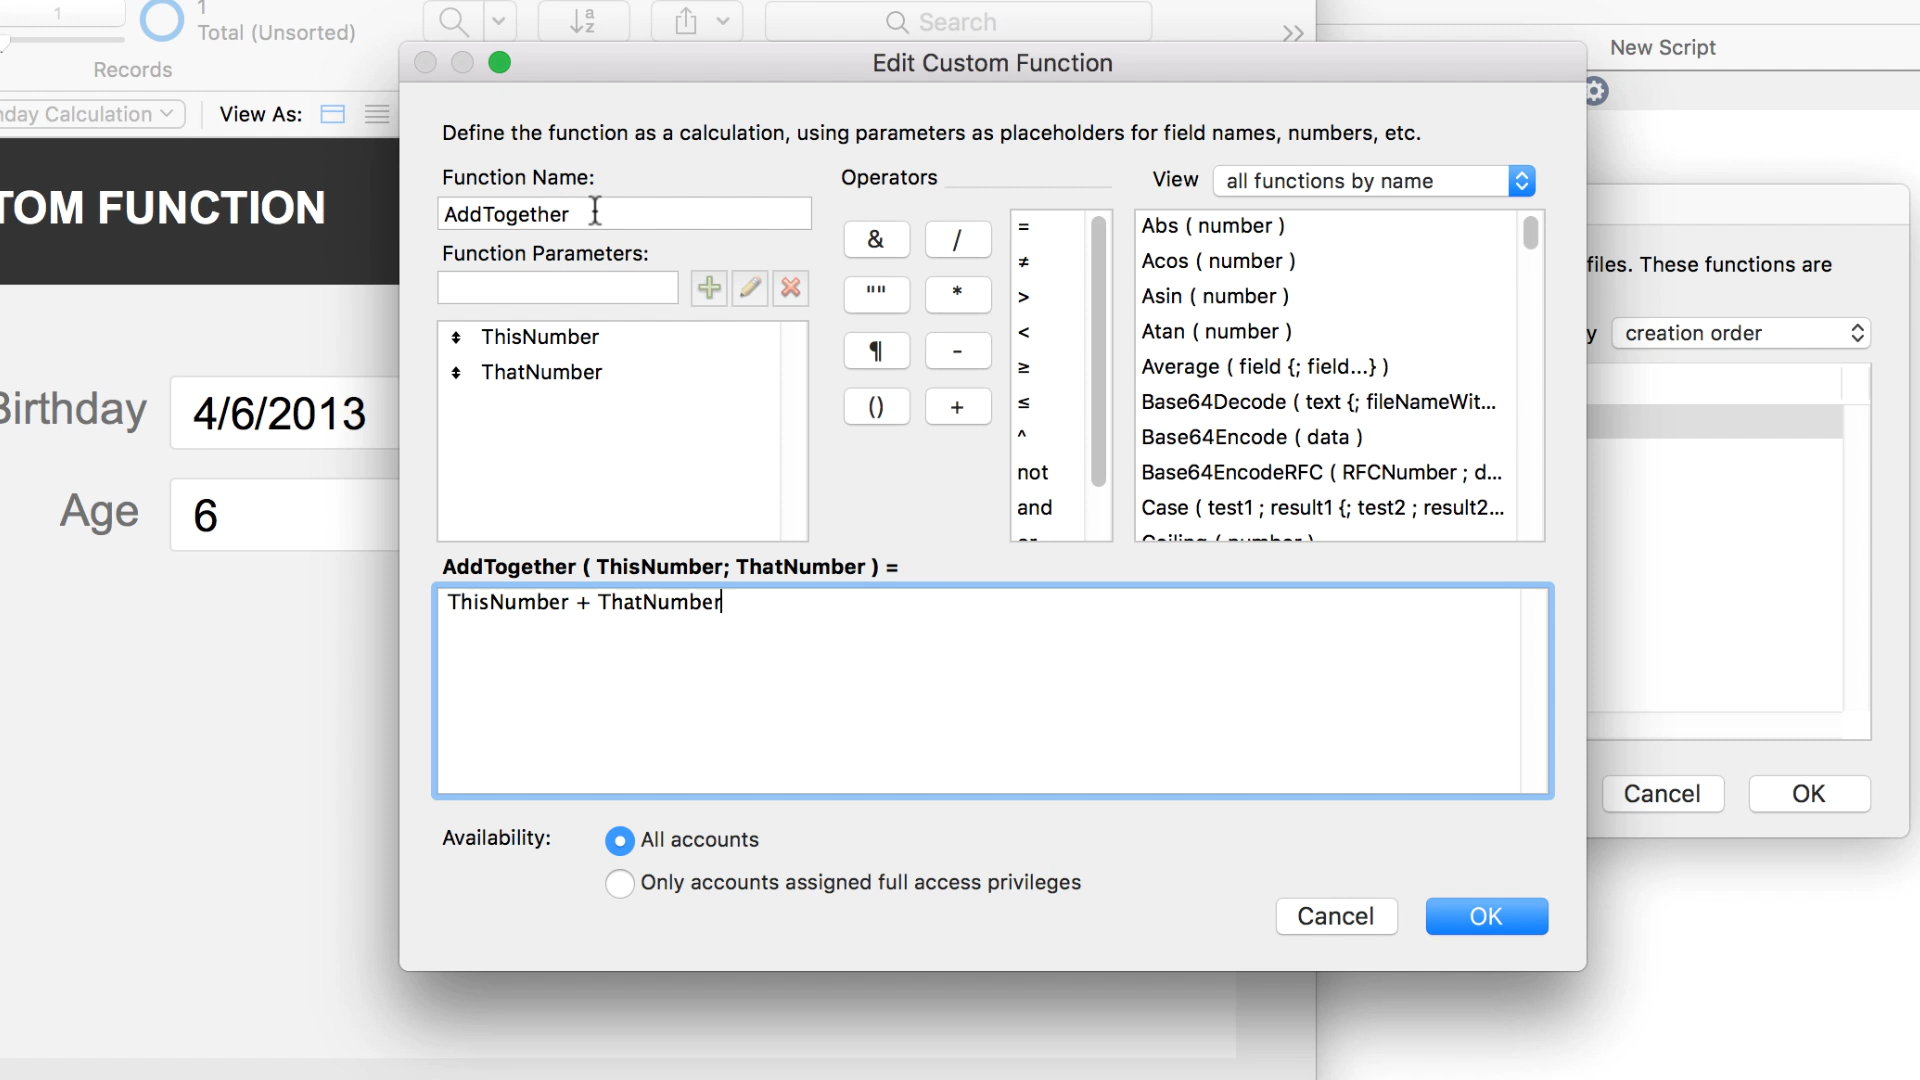 1
1
Total (Unsorted)
Search
Records
nday Calculation
View As:
New Script
Edit Custom Function
TOM FUNCTION
Birthday
4/6/2013
Age
6
Define the function as a calculation, using parameters as placeholders for field names, numbers, etc.
Function Name:
AddTogether
Function Parameters:
ThisNumber
ThatNumber
Operators
&
/
""
*
¶
-
()
+
=
≠
>
<
≥
≤
^
not
and
or
View
all functions by name
Abs ( number )
Acos ( number )
Asin ( number )
Atan ( number )
Average ( field {; field...} )
Base64Decode ( text {; fileNameWit...
Base64Encode ( data )
Base64EncodeRFC ( RFCNumber ; d...
Case ( test1 ; result1 {; test2 ; result2...
Ceiling ( number )
AddTogether ( ThisNumber; ThatNumber ) =
ThisNumber + ThatNumber
Availability:
All accounts
Only accounts assigned full access privileges
Cancel
OK
files. These functions are
y
creation order
Cancel
OK